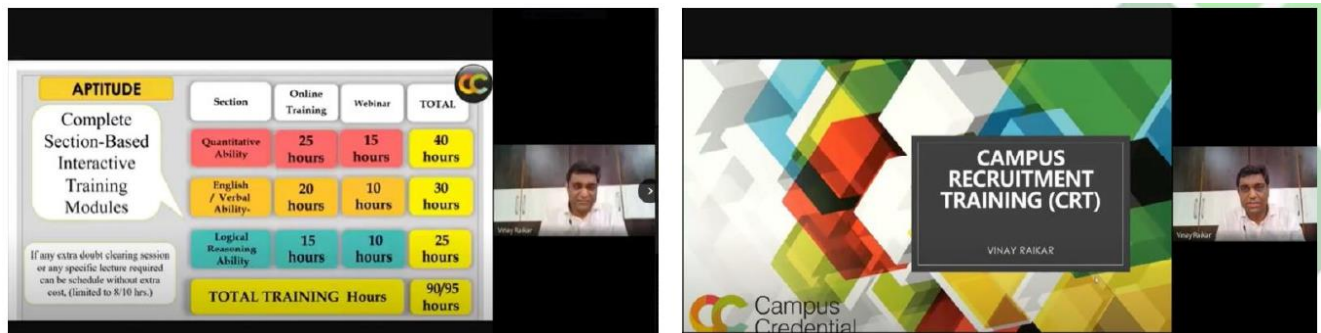 APTITUDE
Complete
Section-Based
Interactive
Training
Modules
If any extra doubt clearing session
or any specific lecture required
can be schedule without extra
cost, (limited to 8/10 hrs.)
Section
Online
Training
Webinar
TOTAL
Quantitative
Ability
25
hours
15
hours
40
hours
English
/ Verbal
Ability
20
hours
10
hours
30
hours
Logical
Reasoning
Ability
15
hours
10
hours
25
hours
TOTAL TRAINING Hours
90/95
hours
CC
Vinay Raikar
CAMPUS
RECRUITMENT
TRAINING (CRT)
VINAY RAIKAR
CC Campus
Credential
Vinay Raikar